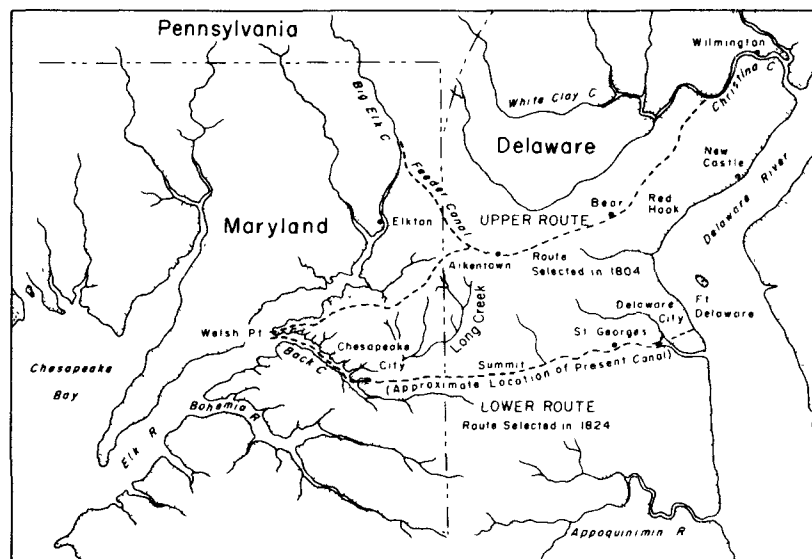 Pennsylvania
Wilmington
Christina C
White Clay C
Big Elk C
Delaware
New
Castle
Feeder Canal
Delaware River
Bear
Red
Hook
Elkton
UPPER ROUTE
Maryland
Aikentown
Route
Selected in 1804
Long Creek
Delaware
City
Ft
Delaware
Welsh Pt
Chesapeake
City
St Georges
Back C
Summit
(Approximate Location of Present Canal)
Chesapeake
Bay
LOWER ROUTE
Route Selected in 1824
Bohemia R
Elk R
Appoquinimin R